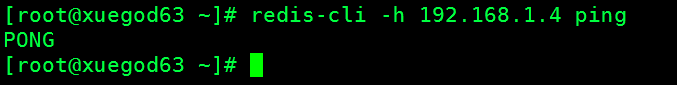 [root@xuegod63 ~]# redis-cli -h 192.168.1.4 ping
PONG
[root@xuegod63 ~]#